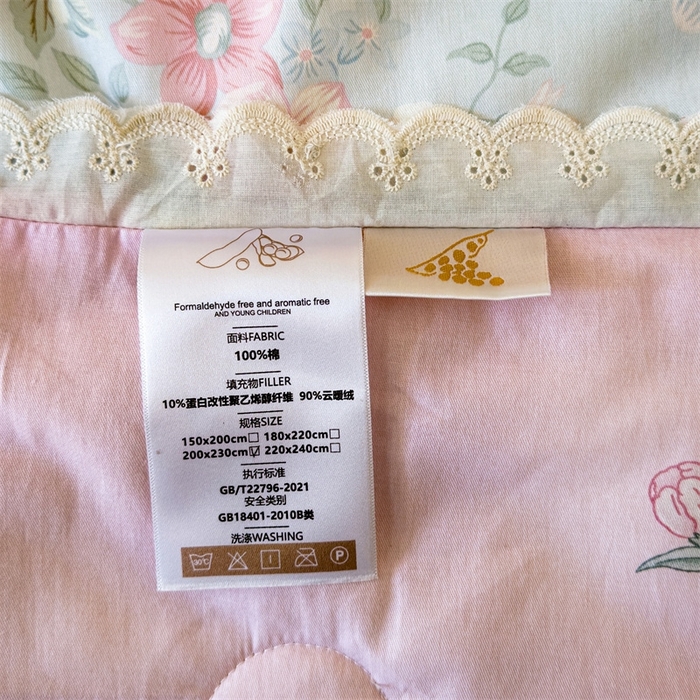 Formaldehyde free and aromatic free
AND YOUNG CHILDREN
面料FABRIC
100%棉
填充物FILLER
10%蛋白改性聚乙烯醇纤维 90%云暖绒
规格SIZE
150x200cm□ 180x220cm□
200x230cm☑ 220x240cm□
执行标准
GB/T22796-2021
安全类别
GB18401-2010B类
洗涤WASHING
30℃
P